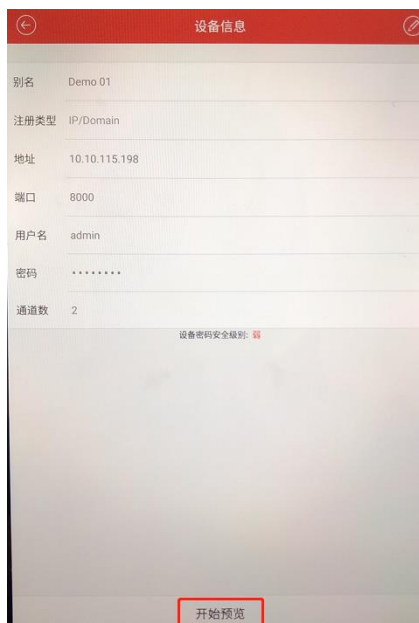 设备信息
别名 Demo 01
注册类型 IP/Domain
地址 10.10.115.198
端口 8000
用户名 admin
密码 ········
通道数 2
设备密码安全级别: 弱
开始预览